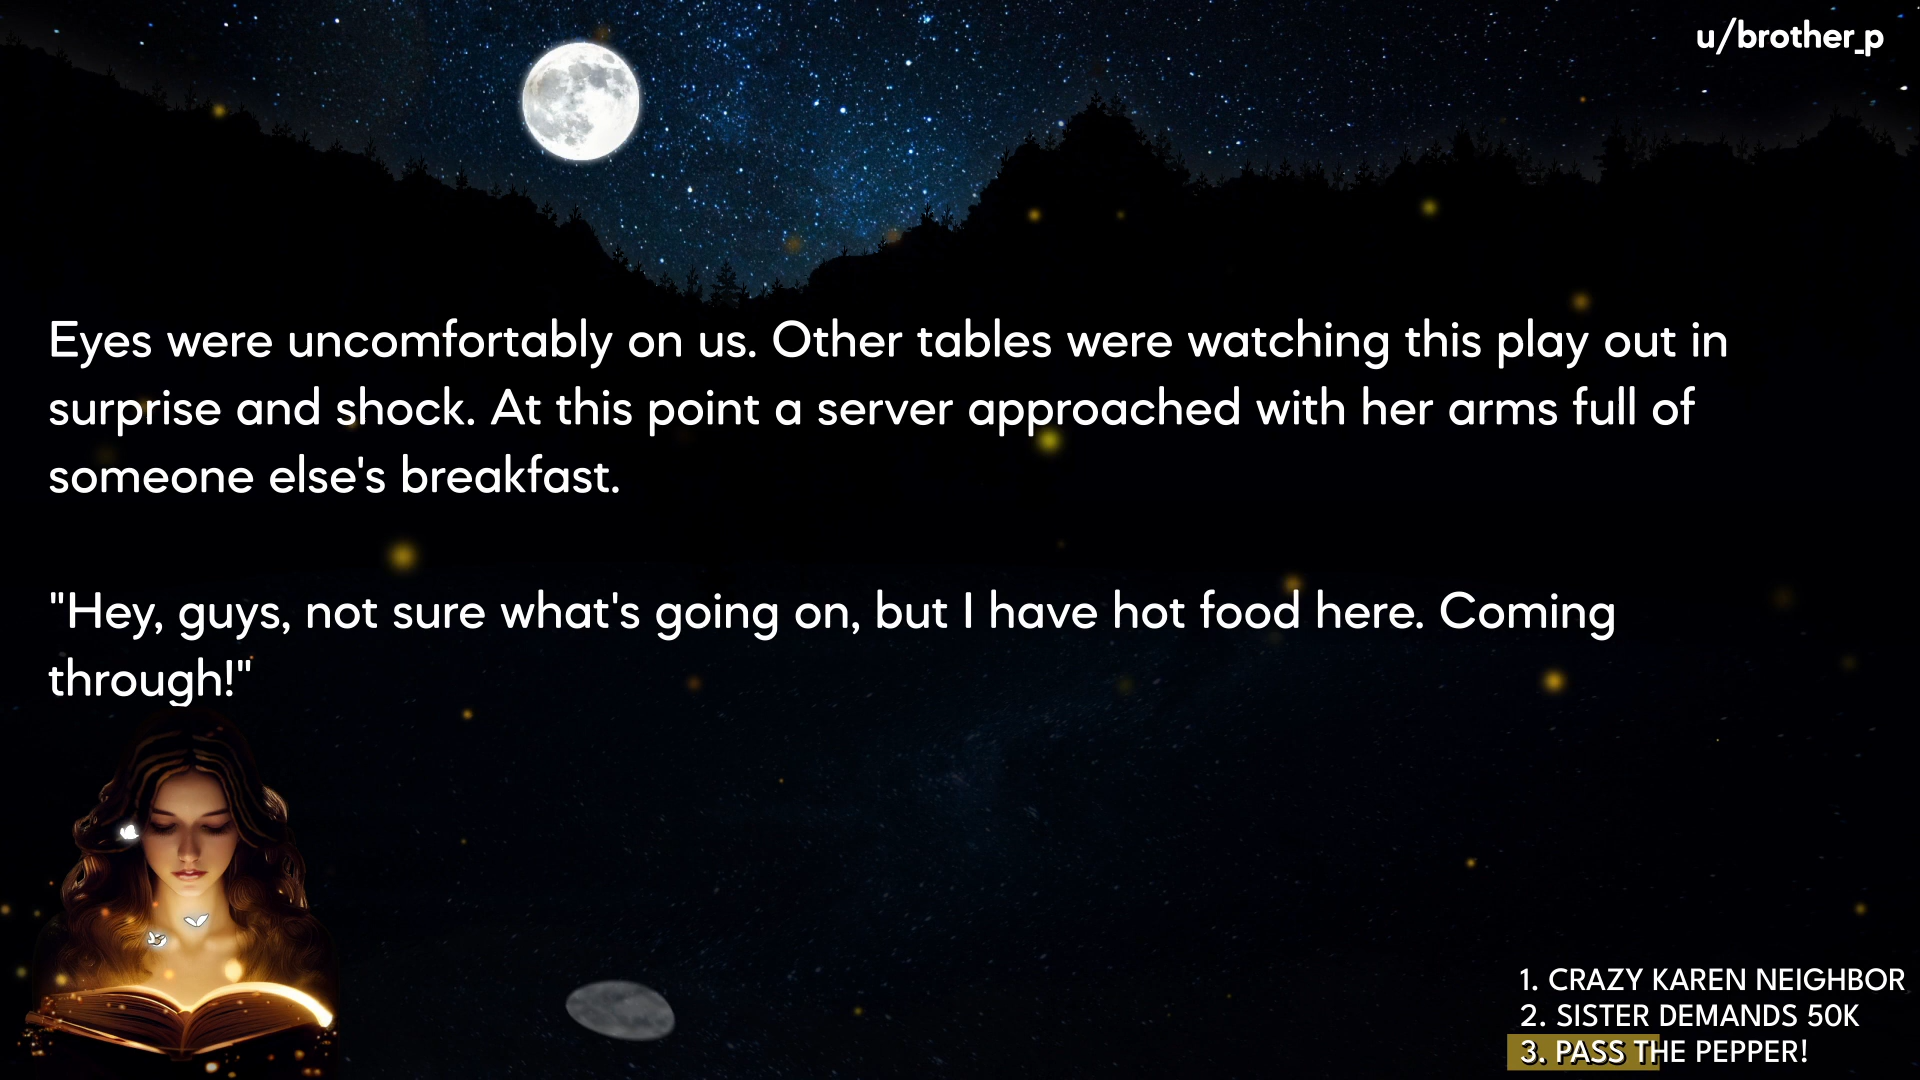 u/brother_p
Eyes were uncomfortably on us. Other tables were watching this play out in
surprise and shock. At this point a server approached with her arms full of
someone else's breakfast.
"Hey, guys, not sure what's going on, but I have hot food here. Coming
through!"
1. CRAZY KAREN NEIGHBOR
2. SISTER DEMANDS 50K
3. PASS THE PEPPER!